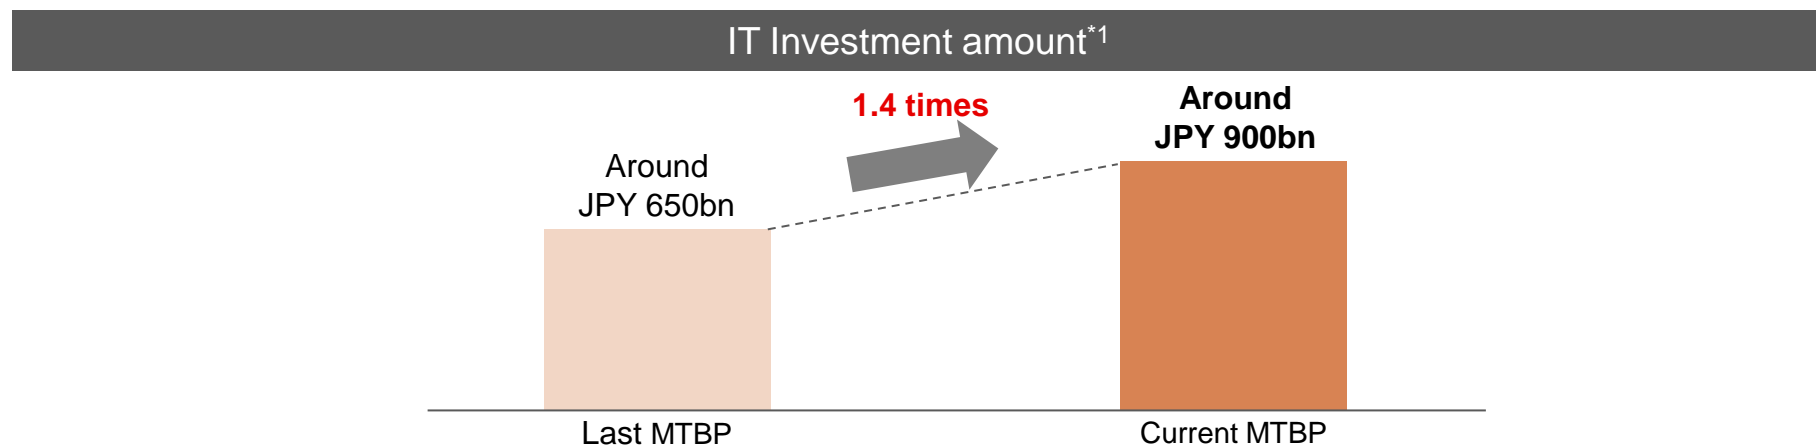 IT Investment amount*1
1.4 times
Around
JPY 900bn
Around
JPY 650bn
Last MTBP
Current MTBP